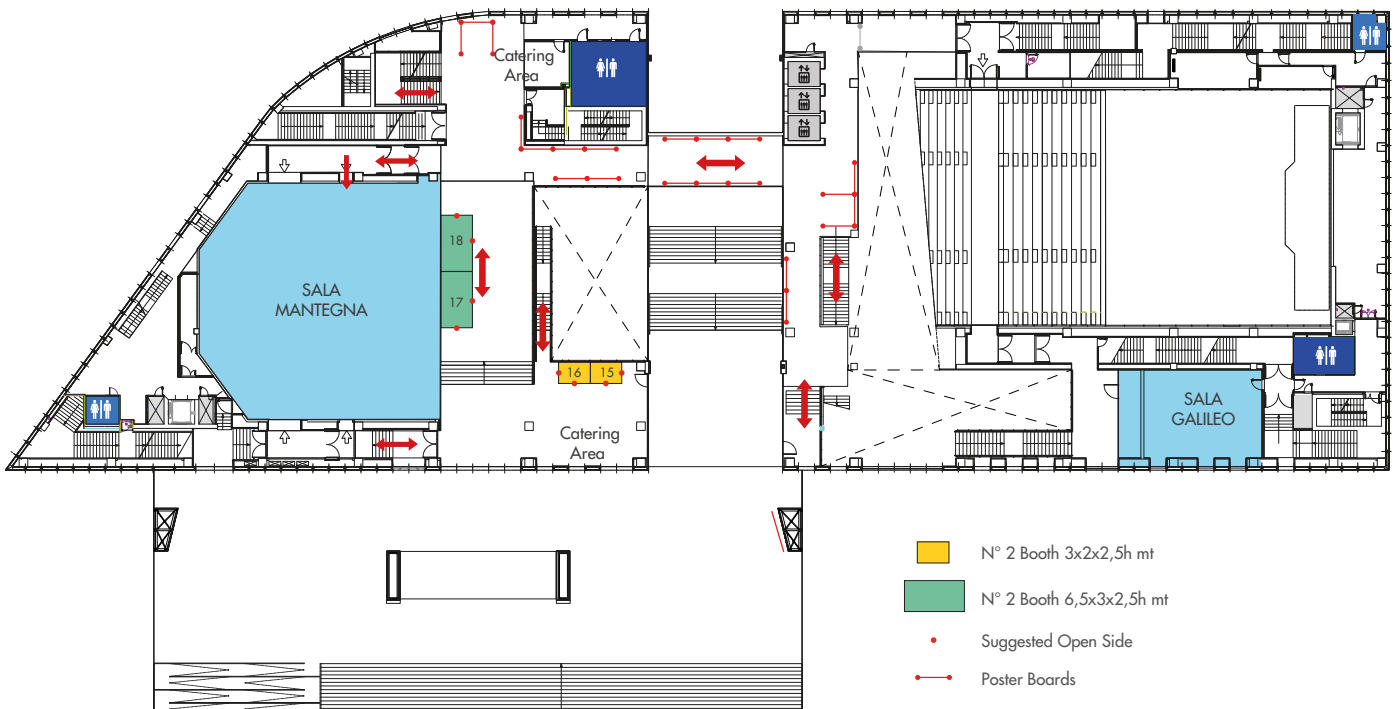 Catering
Area
18
17
SALA
MANTEGNA
16
15
Catering
Area
SALA
GALILEO
N° 2 Booth 3x2x2,5h mt
N° 2 Booth 6,5x3x2,5h mt
Suggested Open Side
Poster Boards